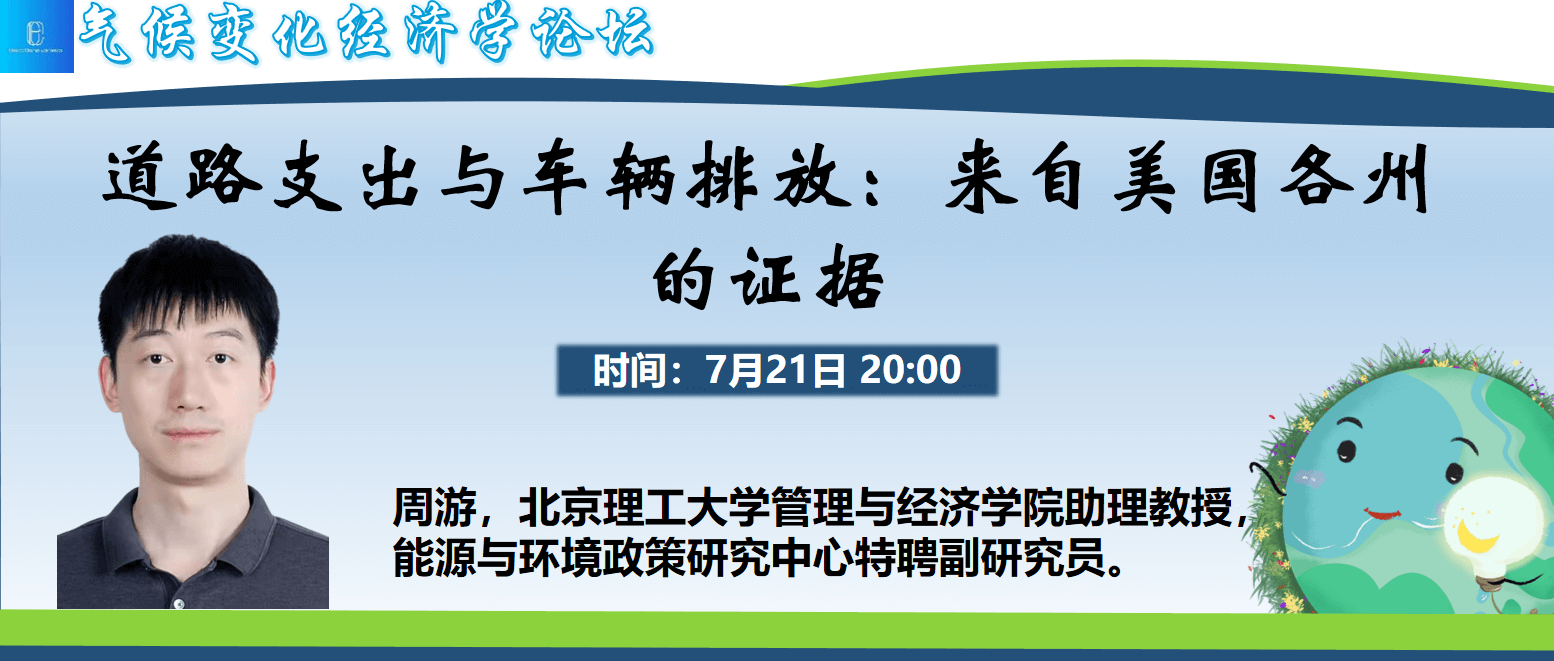 气候变化经济学论坛
道路支出与车辆排放：来自美国各州
的证据
时间：7月21日 20:00
周游，北京理工大学管理与经济学院助理教授，
能源与环境政策研究中心特聘副研究员。